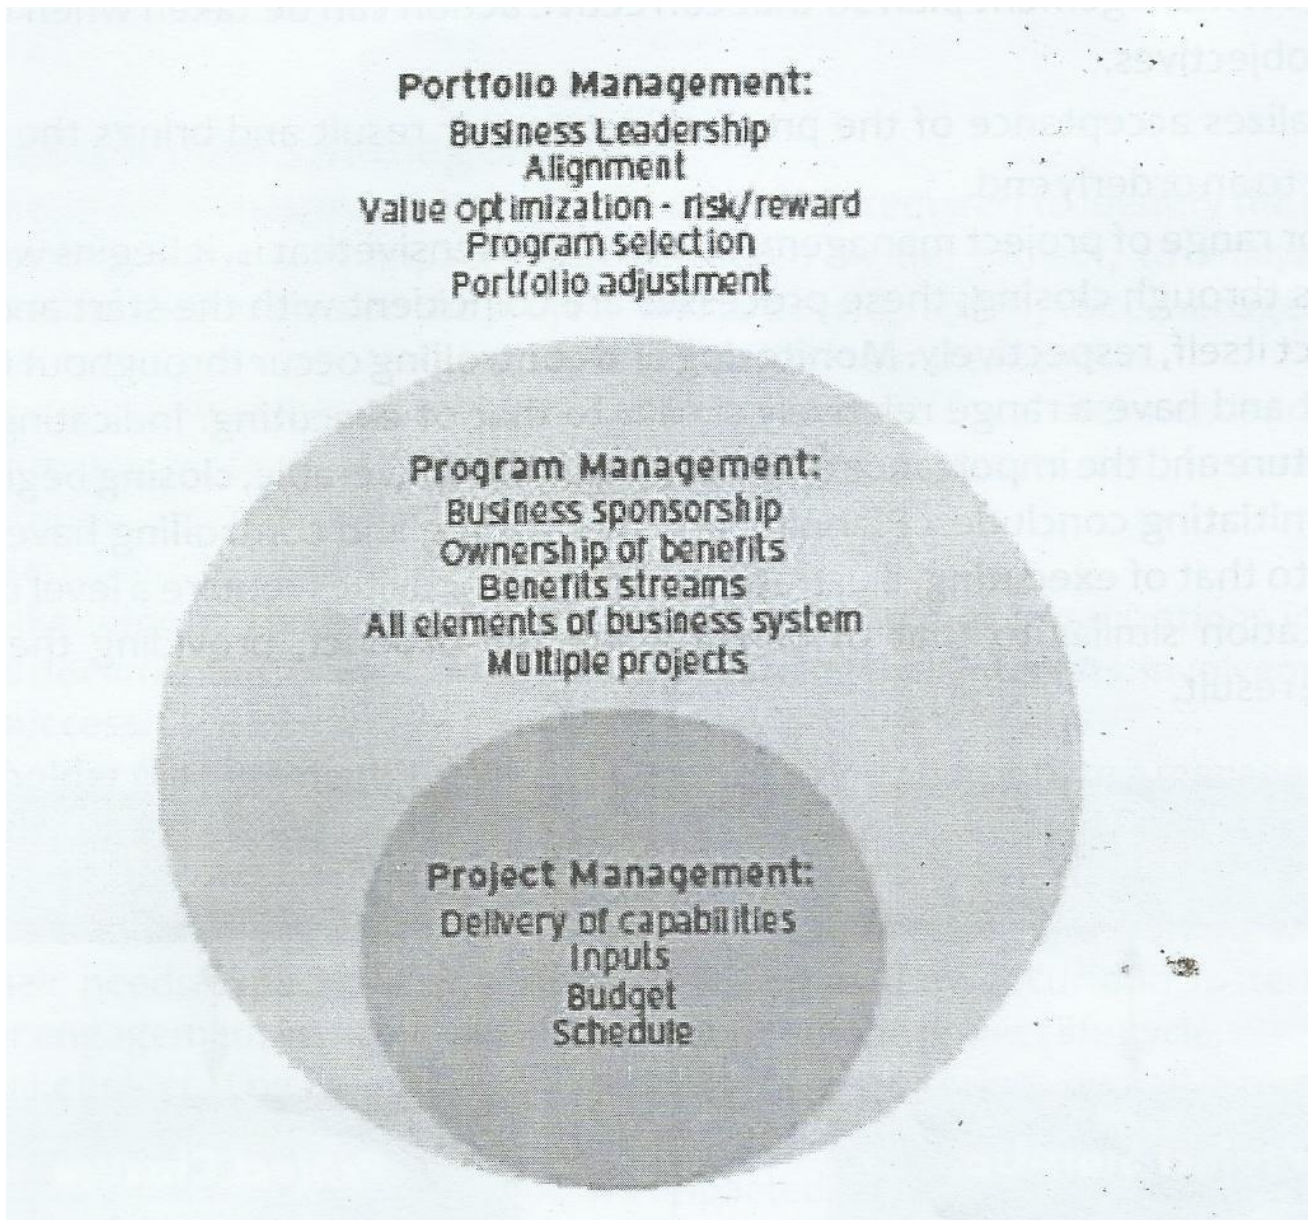 Portfolio Management:
Business Leadership
Alignment
Value optimization - risk/reward
Program selection
Portfolio adjustment
Program Management:
Business sponsorship
Ownership of benefits
Benefits streams
All elements of business system
Multiple projects
Project Management:
Delivery of capabilities
Inputs
Budget
Schedule